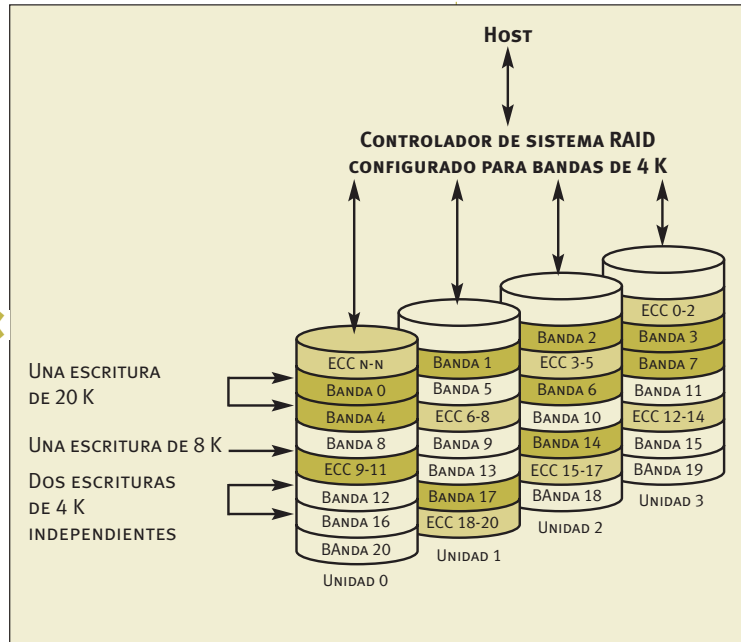 HOST
CONTROLADOR DE SISTEMA RAID
CONFIGURADO PARA BANDAS DE 4 K
UNA ESCRITURA
DE 20 K
UNA ESCRITURA DE 8 K
DOS ESCRITURAS
DE 4 K
INDEPENDIENTES
ECC N-N
BANDA 0
BANDA 4
BANDA 8
ECC 9-11
BANDA 12
BANDA 16
BANDA 20
UNIDAD 0
BANDA 1
BANDA 5
ECC 6-8
BANDA 9
BANDA 13
BANDA 17
ECC 18-20
UNIDAD 1
BANDA 2
ECC 3-5
BANDA 6
BANDA 10
BANDA 14
ECC 15-17
BANDA 18
UNIDAD 2
ECC 0-2
BANDA 3
BANDA 7
BANDA 11
ECC 12-14
BANDA 15
BANDA 19
UNIDAD 3